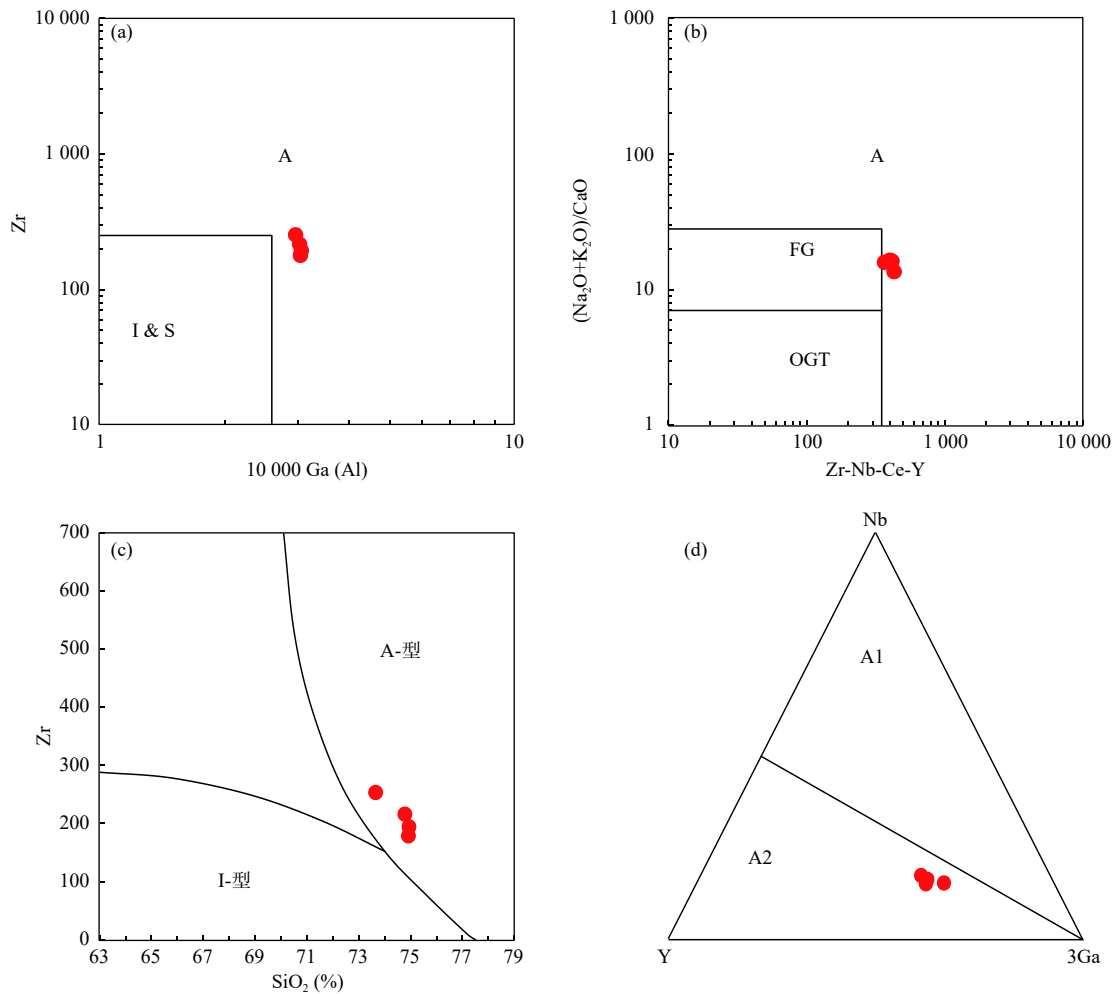 (a)
10 000
1 000
100
10
Zr
A
I & S
1
10
10 000 Ga (Al)
(b)
1 000
100
10
1
(Na₂O+K₂O)/CaO
A
FG
OGT
10
100
1 000
10 000
Zr-Nb-Ce-Y
(c)
700
600
500
400
300
200
100
0
Zr
A-型
I-型
63
65
67
69
71
73
75
77
79
SiO₂ (%)
(d)
Nb
A1
A2
Y
3Ga